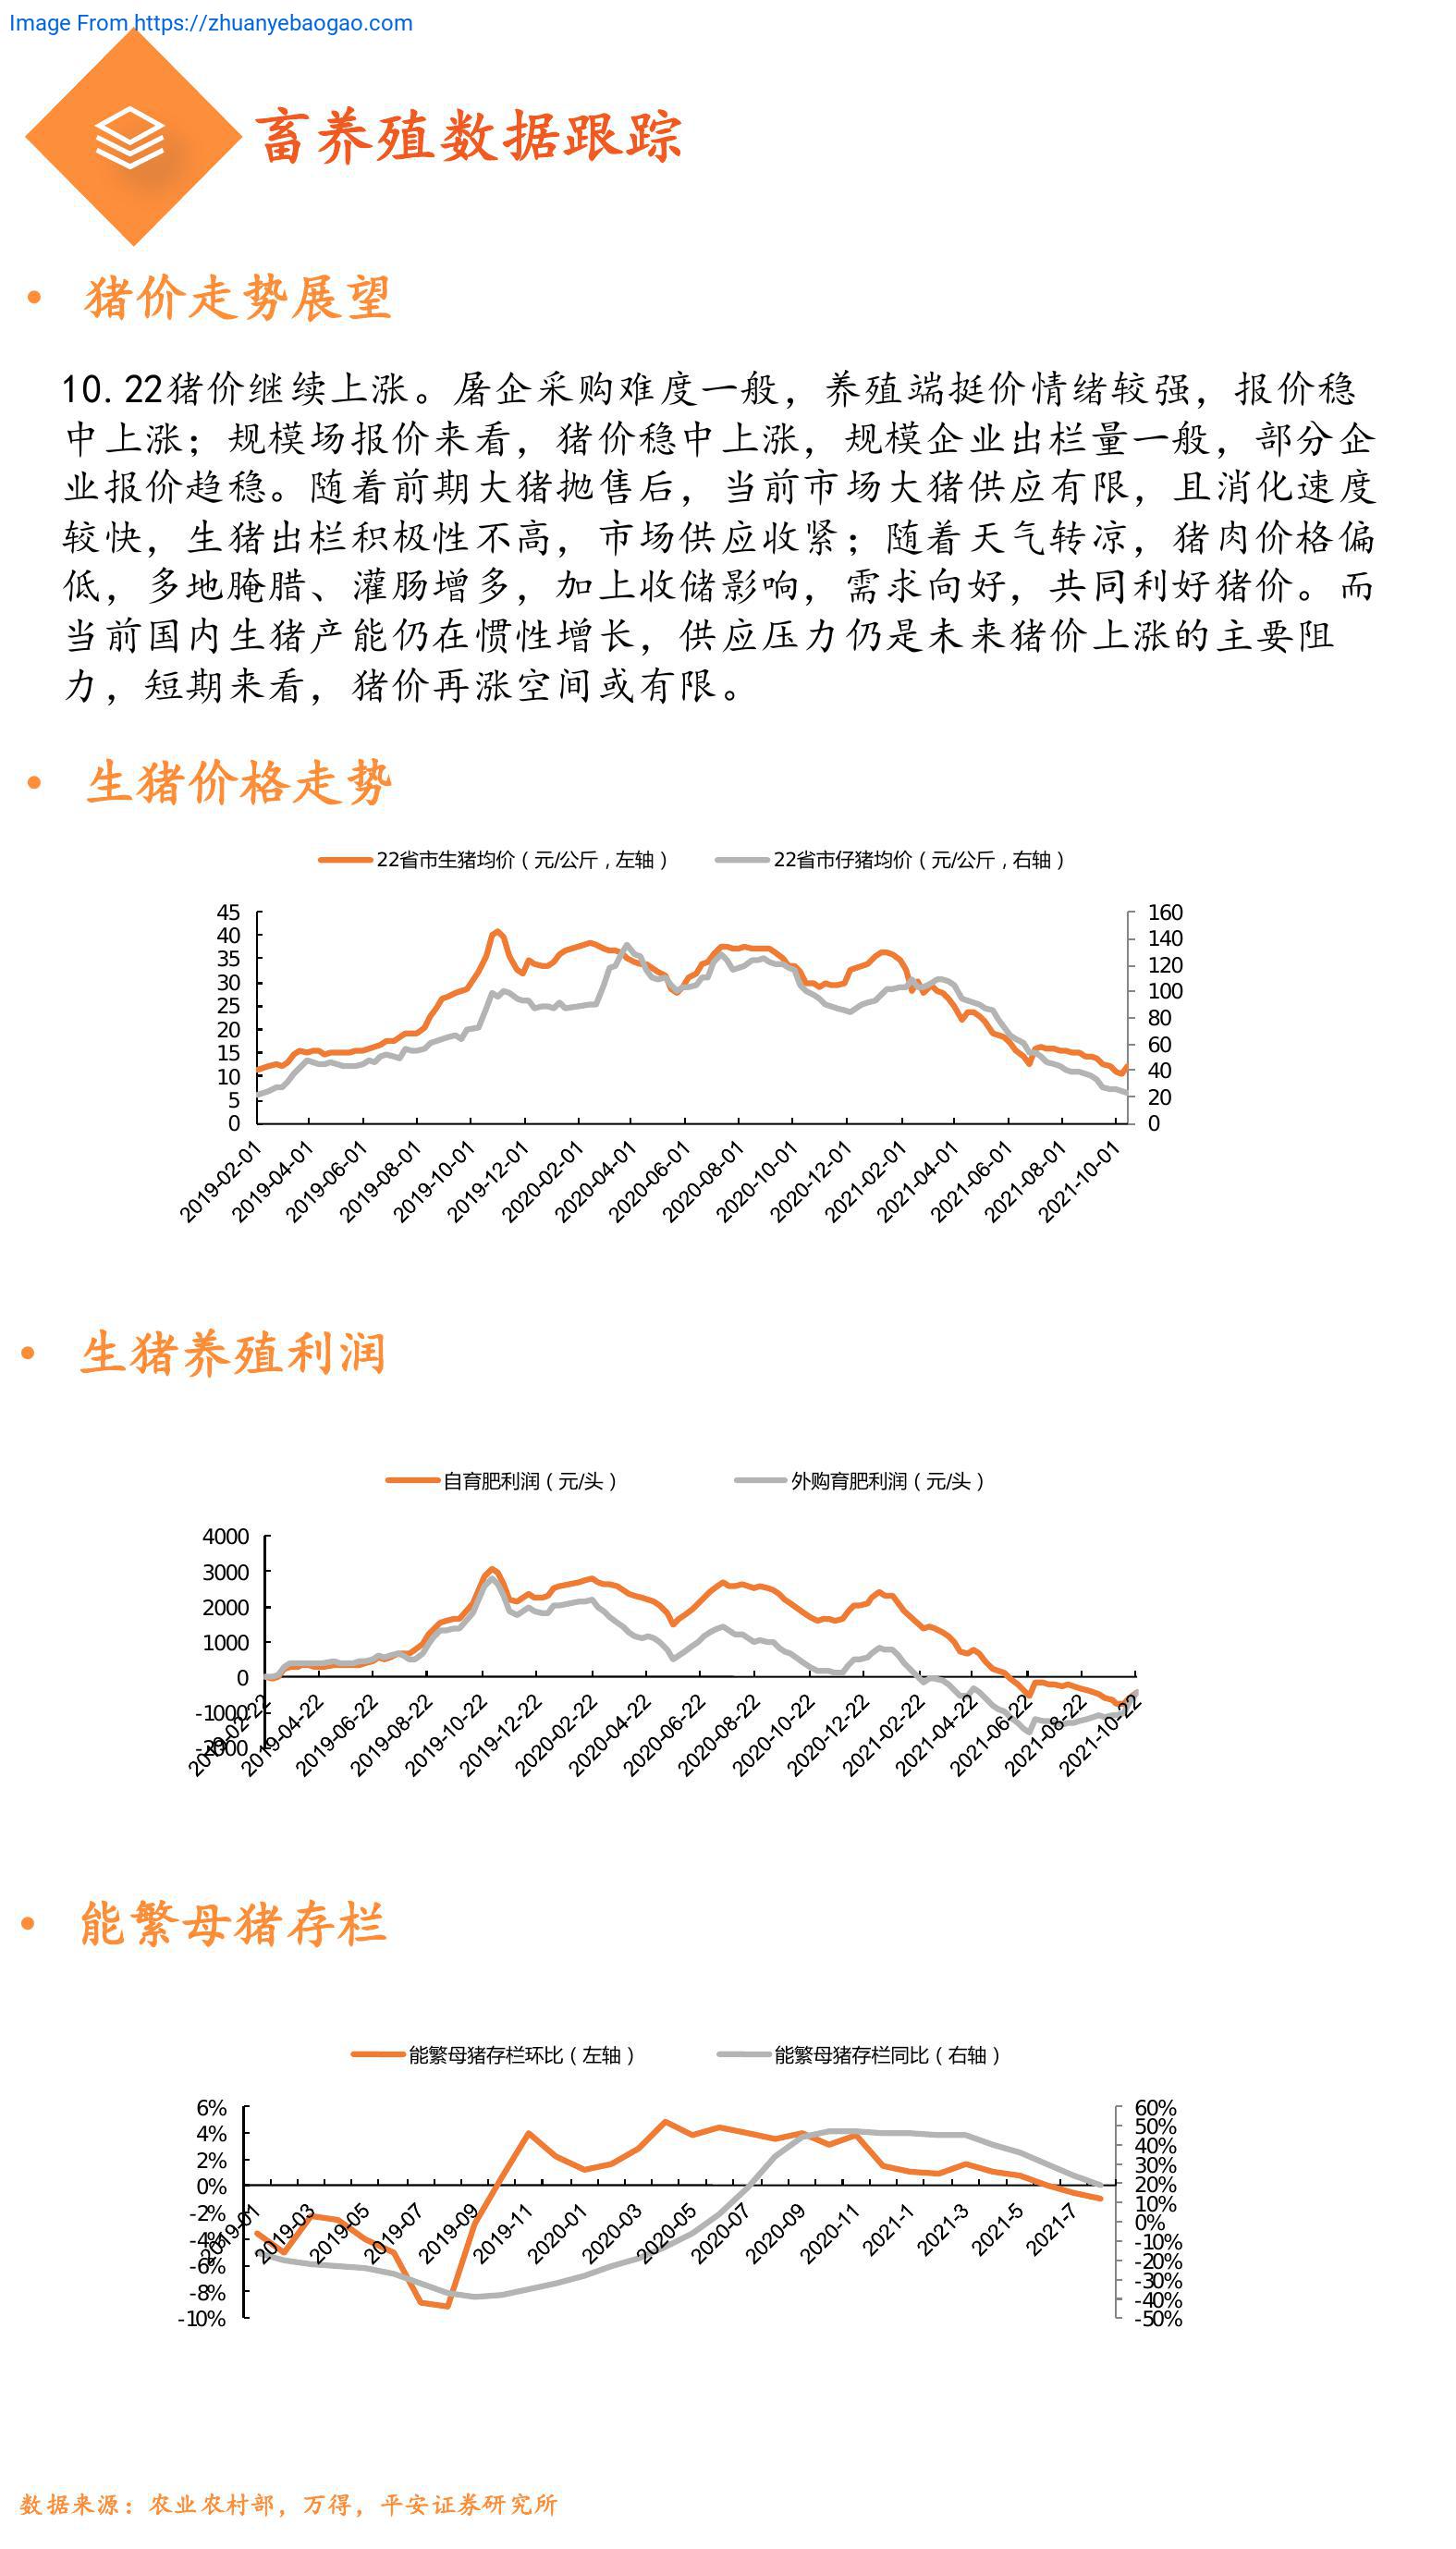 Image From https://zhuanyebaogao.com
畜养殖数据跟踪
• 猪价走势展望
10.22猪价继续上涨。屠企采购难度一般，养殖端挺价情绪较强，报价稳
中上涨；规模场报价来看，猪价稳中上涨，规模企业出栏量一般，部分企
业报价趋稳。随着前期大猪抛售后，当前市场大猪供应有限，且消化速度
较快，生猪出栏积极性不高，市场供应收紧；随着天气转凉，猪肉价格偏
低，多地腌腊、灌肠增多，加上收储影响，需求向好，共同利好猪价。而
当前国内生猪产能仍在惯性增长，供应压力仍是未来猪价上涨的主要阻
力，短期来看，猪价再涨空间或有限。
• 生猪价格走势
22省市生猪均价（元/公斤，左轴） 22省市仔猪均价（元/公斤，右轴）
45 160
40 140
35 120
30 100
25 80
20 60
15 40
10 20
5 0
0
2019-02-01 2019-04-01 2019-06-01 2019-08-01 2019-10-01 2019-12-01 2020-02-01 2020-04-01 2020-06-01 2020-08-01 2020-10-01 2020-12-01 2021-02-01 2021-04-01 2021-06-01 2021-08-01 2021-10-01
• 生猪养殖利润
自育肥利润（元/头） 外购育肥利润（元/头）
4000
3000
2000
1000
0
-1000
-2000
2019-02-22 2019-04-22 2019-06-22 2019-08-22 2019-10-22 2019-12-22 2020-02-22 2020-04-22 2020-06-22 2020-08-22 2020-10-22 2020-12-22 2021-02-22 2021-04-22 2021-06-22 2021-08-22 2021-10-22
• 能繁母猪存栏
能繁母猪存栏环比（左轴） 能繁母猪存栏同比（右轴）
6% 60%
4% 50%
2% 40%
0% 30%
-2% 20%
-4% 10%
-6% 0%
-8% -10%
-10% -20%
-30%
-40%
-50%
2019-01 2019-03 2019-05 2019-07 2019-09 2019-11 2020-01 2020-03 2020-05 2020-07 2020-09 2020-11 2021-1 2021-3 2021-5 2021-7
数据来源：农业农村部，万得，平安证券研究所